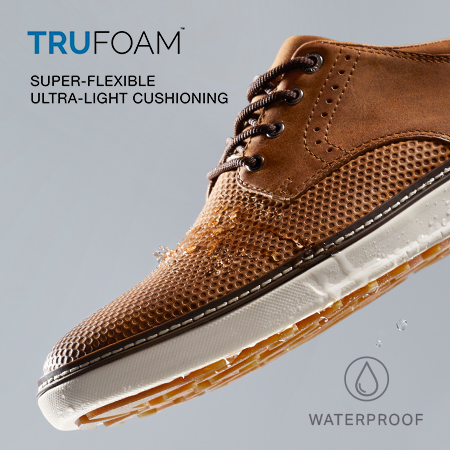 TRUFOAM™
SUPER-FLEXIBLE
ULTRA-LIGHT CUSHIONING
WATERPROOF